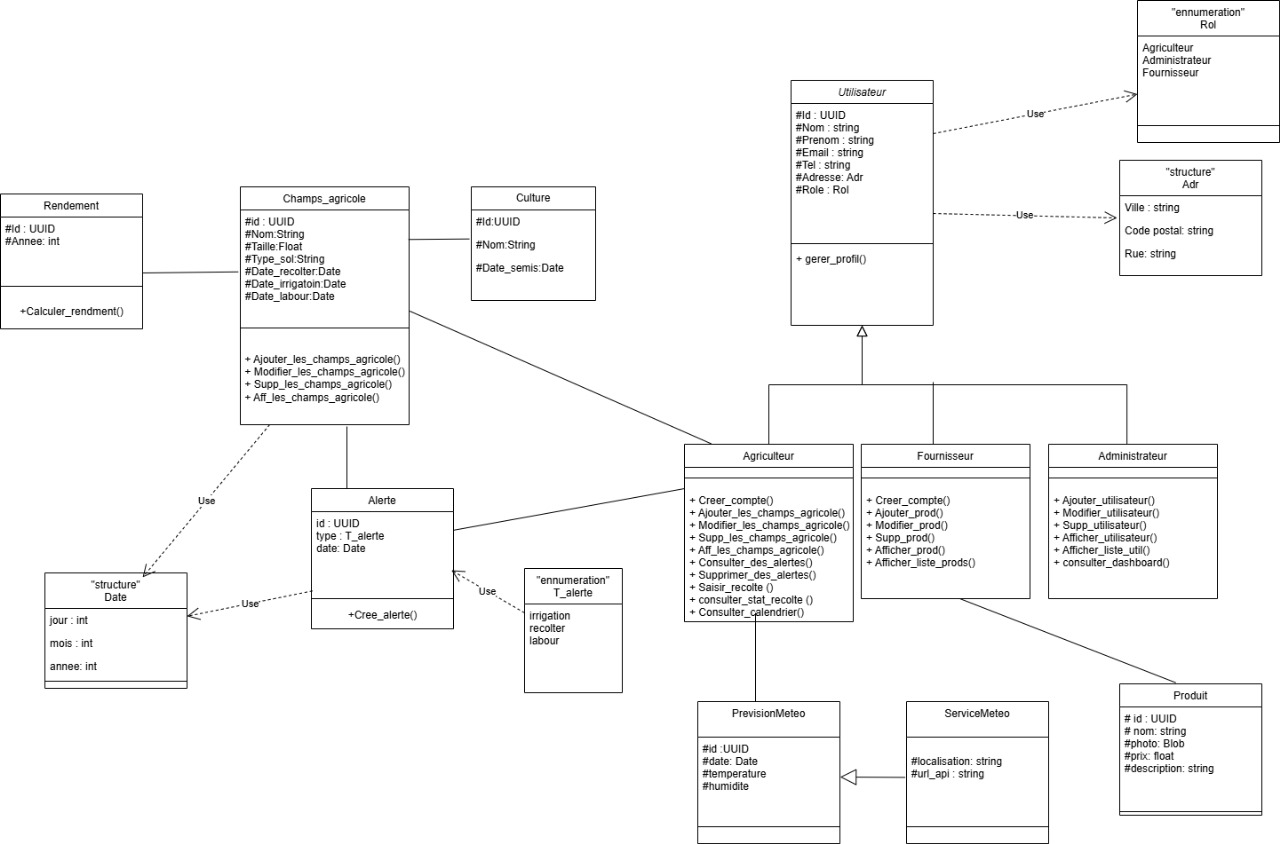 "ennumeration"
Rol
Agriculteur
Administrateur
Fournisseur
Utilisateur
#Id : UUID
#Nom : string
#Prenom : string
#Email : string
#Tel : string
#Adresse: Adr
#Role : Rol
+ gerer_profil()
Use
Use
"structure"
Adr
Ville : string
Code postal: string
Rue: string
Rendement
#Id : UUID
#Annee: int
+Calculer_rendment()
Champs_agricole
#id : UUID
#Nom:String
#Taille:Float
#Type_sol:String
#Date_recolter:Date
#Date_irrigatoin:Date
#Date_labour:Date
+ Ajouter_les_champs_agricole()
+ Modifier_les_champs_agricole()
+ Supp_les_champs_agricole()
+ Aff_les_champs_agricole()
Culture
#Id:UUID
#Nom:String
#Date_semis:Date
Agriculteur
+ Creer_compte()
+ Ajouter_les_champs_agricole()
+ Modifier_les_champs_agricole()
+ Supp_les_champs_agricole()
+ Aff_les_champs_agricole()
+ Consulter_des_alertes()
+ Supprimer_des_alertes()
+ Saisir_recolte ()
+ consulter_stat_recolte ()
+ Consulter_calendrier()
Fournisseur
+ Creer_compte()
+ Ajouter_prod()
+ Modifier_prod()
+ Supp_prod()
+ Afficher_prod()
+ Afficher_liste_prods()
Administrateur
+ Ajouter_utilisateur()
+ Modifier_utilisateur()
+ Supp_utilisateur()
+ Afficher_utilisateur()
+ Afficher_liste_util()
+ consulter_dashboard()
Use
Alerte
id : UUID
type : T_alerte
date: Date
+Cree_alerte()
"structure"
Date
jour : int
mois : int
annee: int
Use
Use
"ennumeration"
T_alerte
irrigation
recolter
labour
PrevisionMeteo
#id :UUID
#date: Date
#temperature
#humidite
ServiceMeteo
#localisation: string
#url_api : string
Produit
# id : UUID
# nom: string
#photo: Blob
#prix: float
#description: string